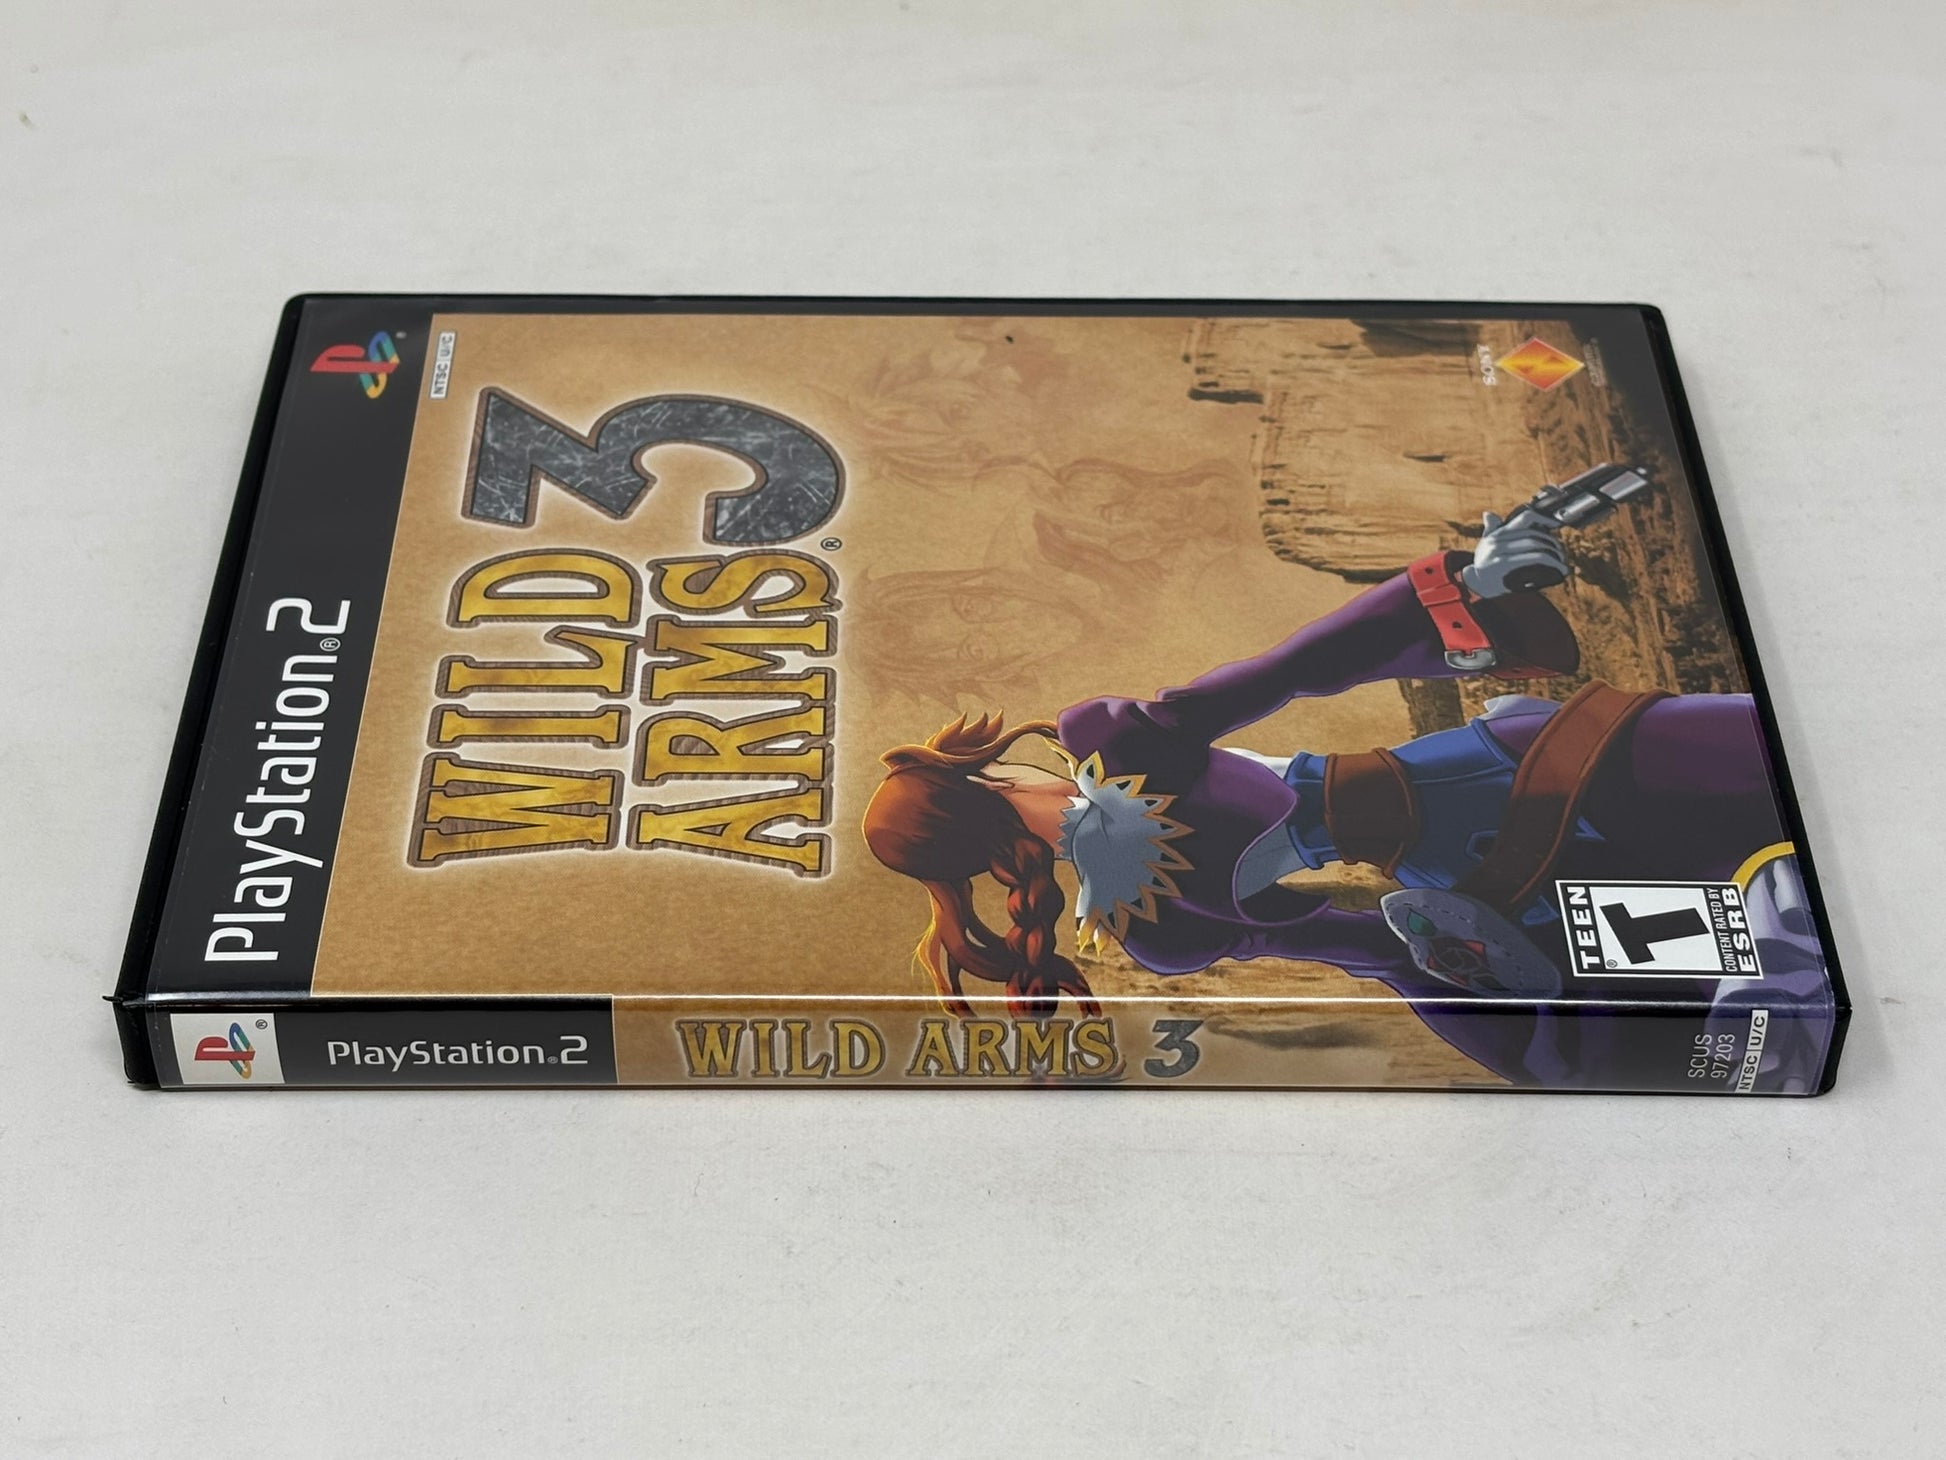 PlayStation®2
NTSC U/C
WILD
ARMS® 3
SONY
TEEN
T
®
CONTENT RATED BY
ESRB
PlayStation®2
WILD ARMS 3
SCUS
97203
NTSC U/C